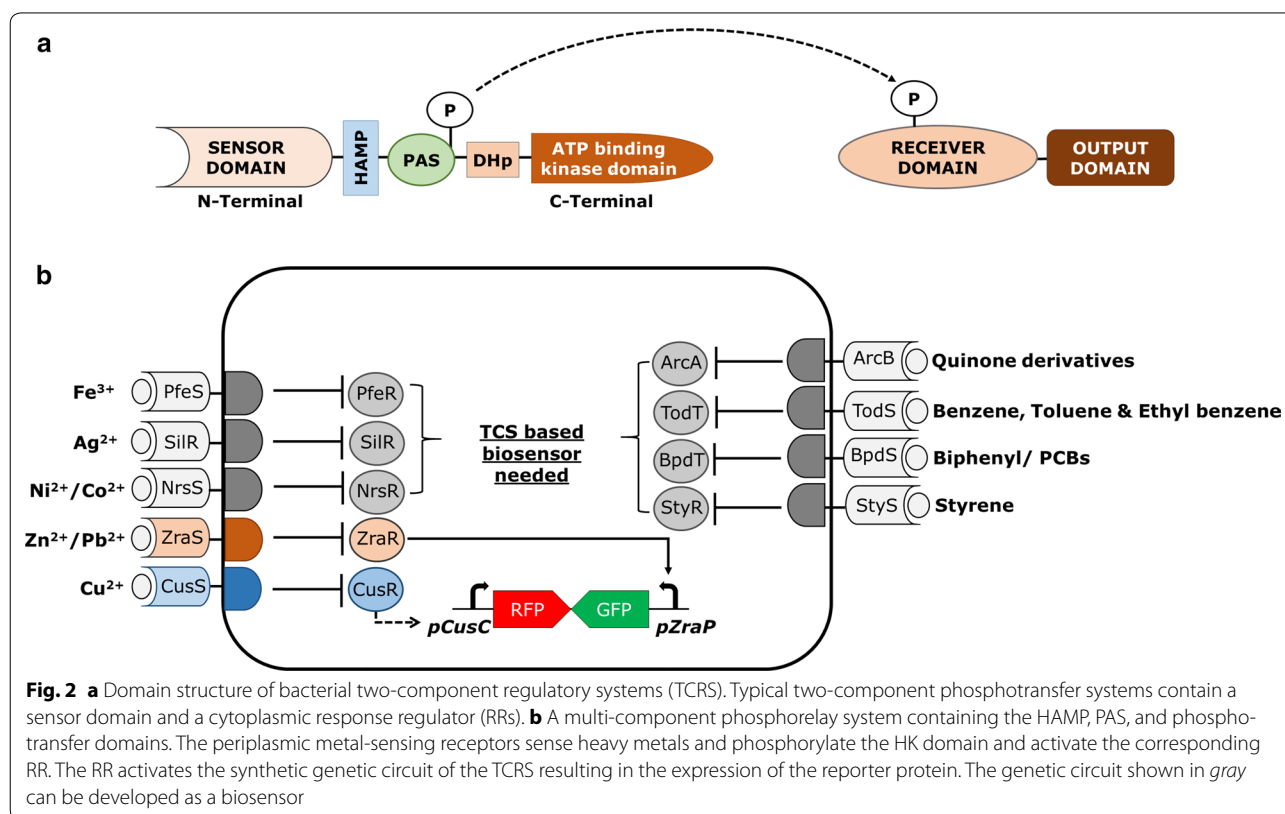 a
P
P
SENSOR
DOMAIN
HAMP
PAS
DHp
ATP binding
kinase domain
RECEIVER
DOMAIN
OUTPUT
DOMAIN
N-Terminal
C-Terminal
b
Fe³⁺
PfeS
PfeR
Ag²⁺
SilR
SilR
Ni²⁺/Co²⁺
NrsS
NrsR
Zn²⁺/Pb²⁺
ZraS
ZraR
Cu²⁺
CusS
CusR
TCS based
biosensor
needed
ArcA
ArcB
Quinone derivatives
TodT
TodS
Benzene, Toluene & Ethyl benzene
BpdT
BpdS
Biphenyl/ PCBs
StyR
StyS
Styrene
pCusC
RFP
GFP
pZraP
Fig. 2 a Domain structure of bacterial two-component regulatory systems (TCRS). Typical two-component phosphotransfer systems contain a
sensor domain and a cytoplasmic response regulator (RRs). b A multi-component phosphorelay system containing the HAMP, PAS, and phospho-
transfer domains. The periplasmic metal-sensing receptors sense heavy metals and phosphorylate the HK domain and activate the corresponding
RR. The RR activates the synthetic genetic circuit of the TCRS resulting in the expression of the reporter protein. The genetic circuit shown in gray
can be developed as a biosensor